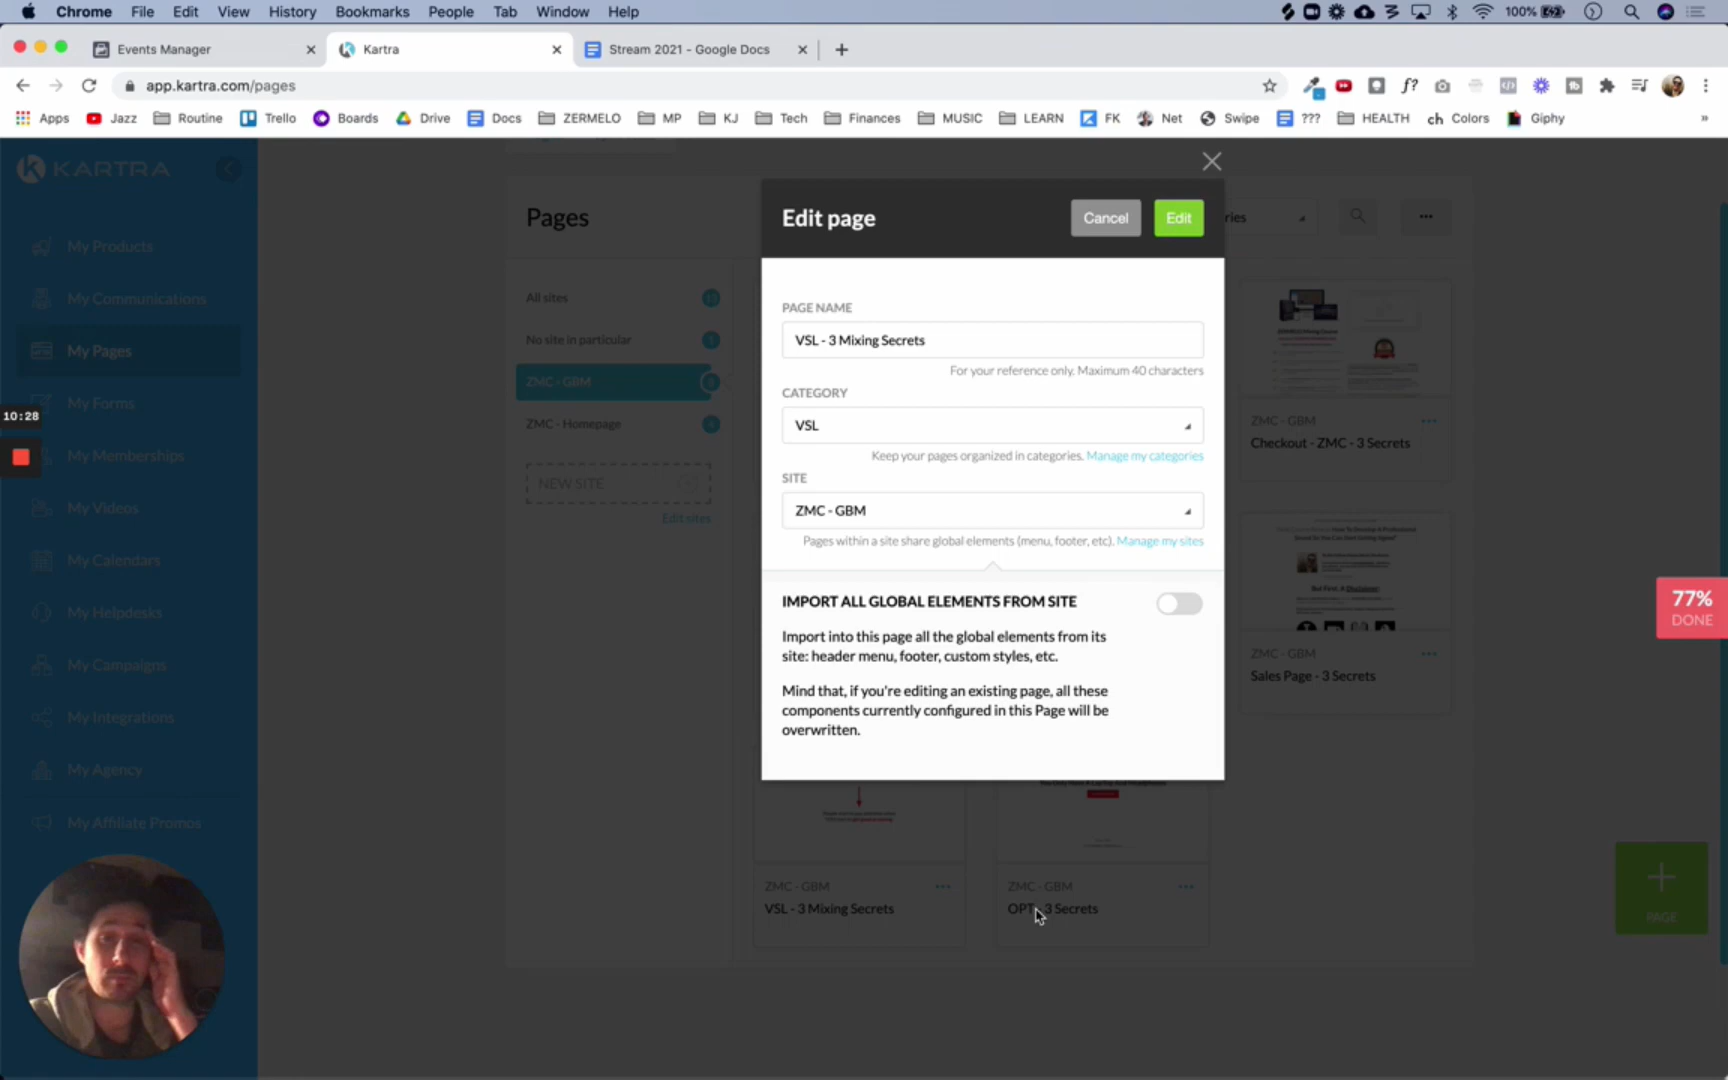 Chrome File Edit View History Bookmarks People Tab Window Help 100%
Events Manager Kartra Stream 2021 - Google Docs
app.kartra.com/pages
Apps Jazz Routine Trello Boards Drive Docs ZERMELO MP KJ Tech Finances MUSIC LEARN FK Net Swipe ??? HEALTH Colors Giphy »
KARTRA
My Products
My Communications
My Pages
My Forms
10:28
My Memberships
My Videos
My Calendars
My Helpdesks
My Campaigns
My Integrations
My Agency
My Affiliate Promos
Pages
ries
All sites
No site in particular
ZMC - GBM
ZMC - Homepage
NEW SITE
Edit sites
Edit page
Cancel
Edit
PAGE NAME
VSL - 3 Mixing Secrets
For your reference only. Maximum 40 characters
CATEGORY
VSL
Keep your pages organized in categories. Manage my categories
SITE
ZMC - GBM
Pages within a site share global elements (menu, footer, etc). Manage my sites
IMPORT ALL GLOBAL ELEMENTS FROM SITE
Import into this page all the global elements from its
site: header menu, footer, custom styles, etc.
Mind that, if you're editing an existing page, all these
components currently configured in this Page will be
overwritten.
ZMC - GBM
Checkout - ZMC - 3 Secrets
But First, A Disclaimer:
ZMC - GBM
Sales Page - 3 Secrets
ZMC - GBM
VSL - 3 Mixing Secrets
ZMC - GBM
OPT - 3 Secrets
77%
DONE
PAGE